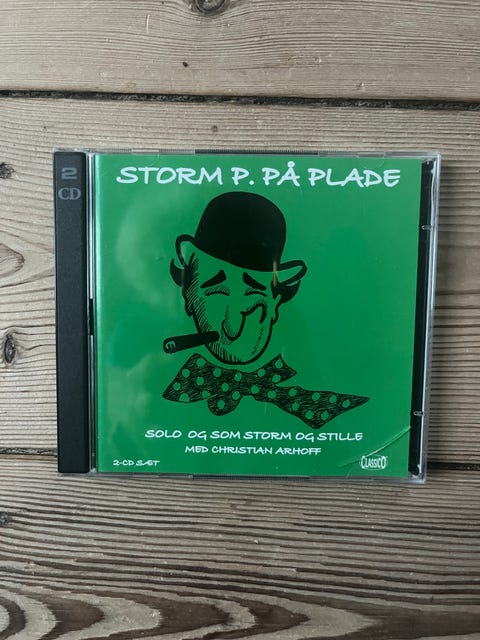 2
CD
STORM P. PÅ PLADE
SOLO OG SOM STORM OG STILLE
MED CHRISTIAN ARHOFF
2-CD SÆT
CLASSICO